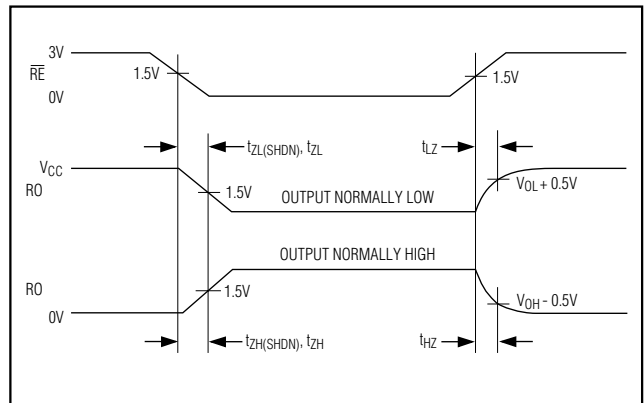 3V
RE
1.5V
1.5V
0V
tZL(SHDN), tZL
tLZ
VCC
RO
1.5V
OUTPUT NORMALLY LOW
VOL + 0.5V
OUTPUT NORMALLY HIGH
RO
1.5V
VOH - 0.5V
0V
tZH(SHDN), tZH
tHZ